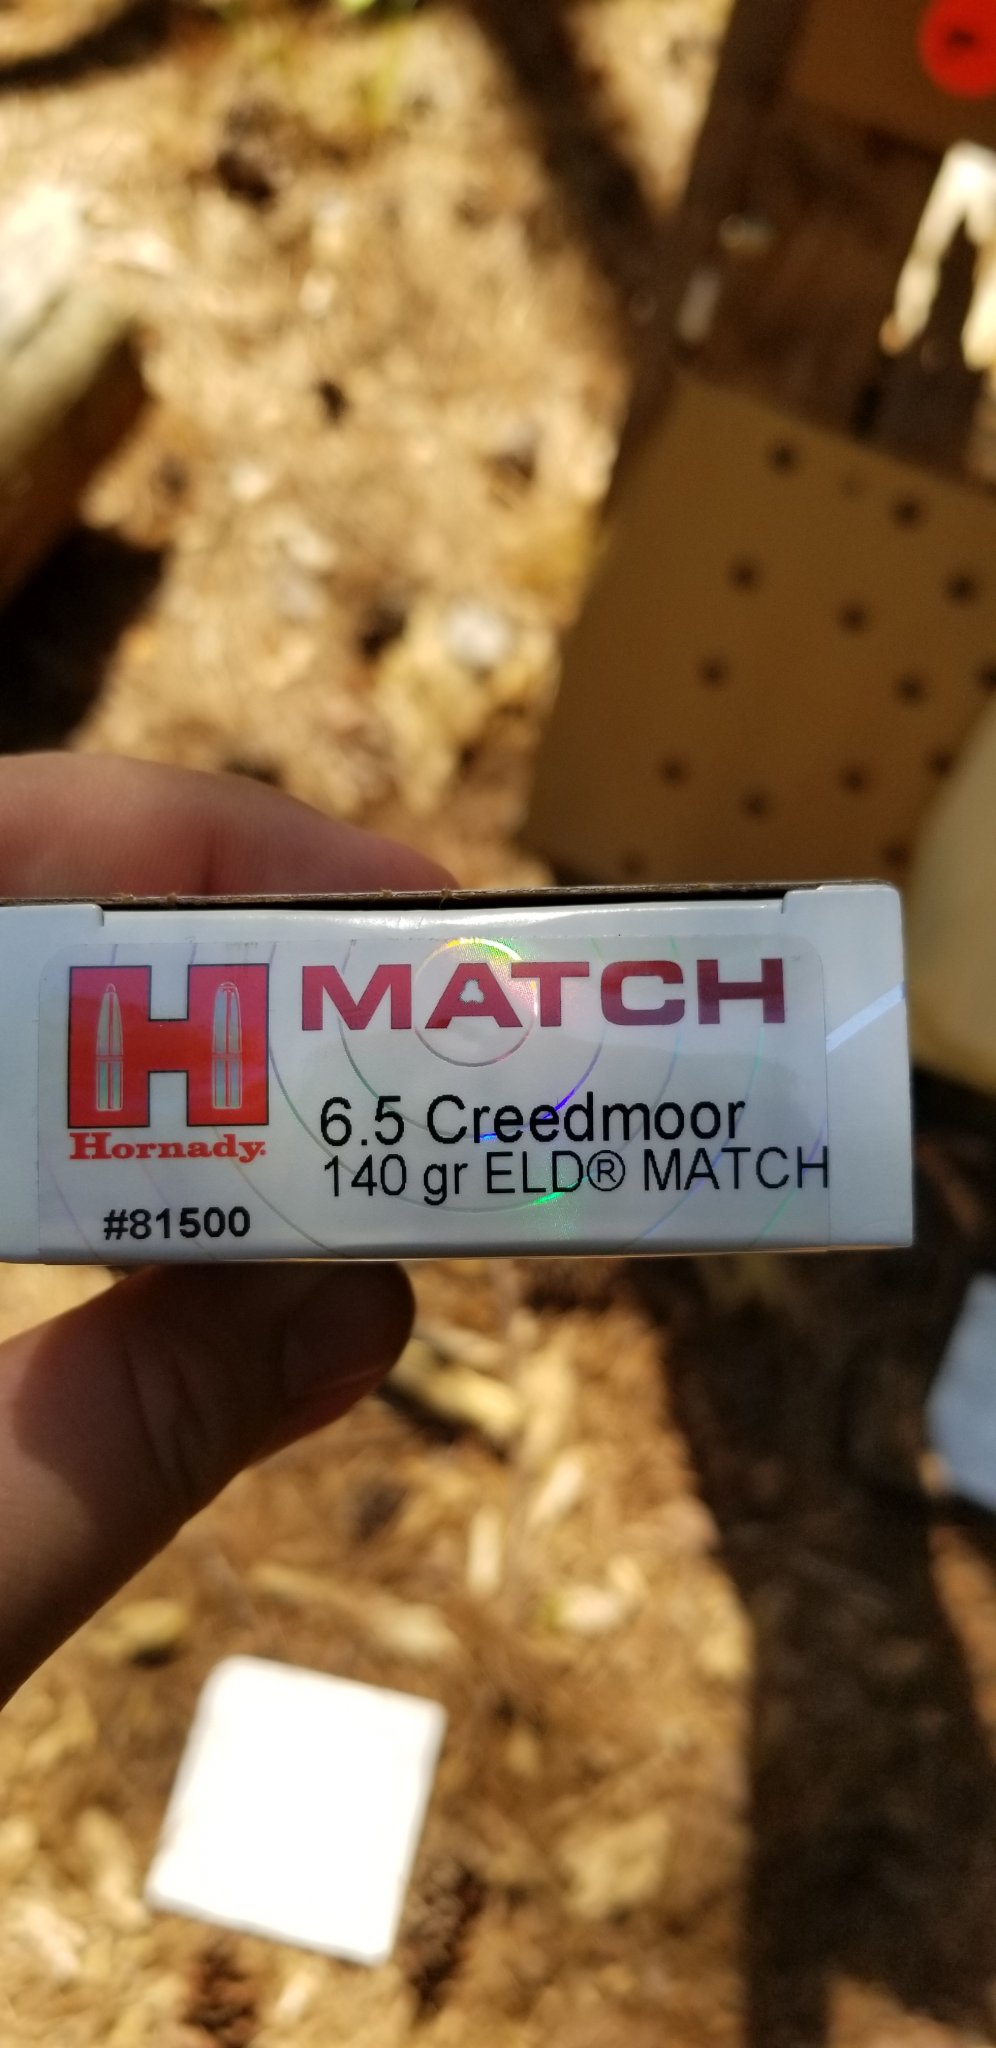 H MATCH
Hornady.
6.5 Creedmoor
140 gr ELD® MATCH
#81500